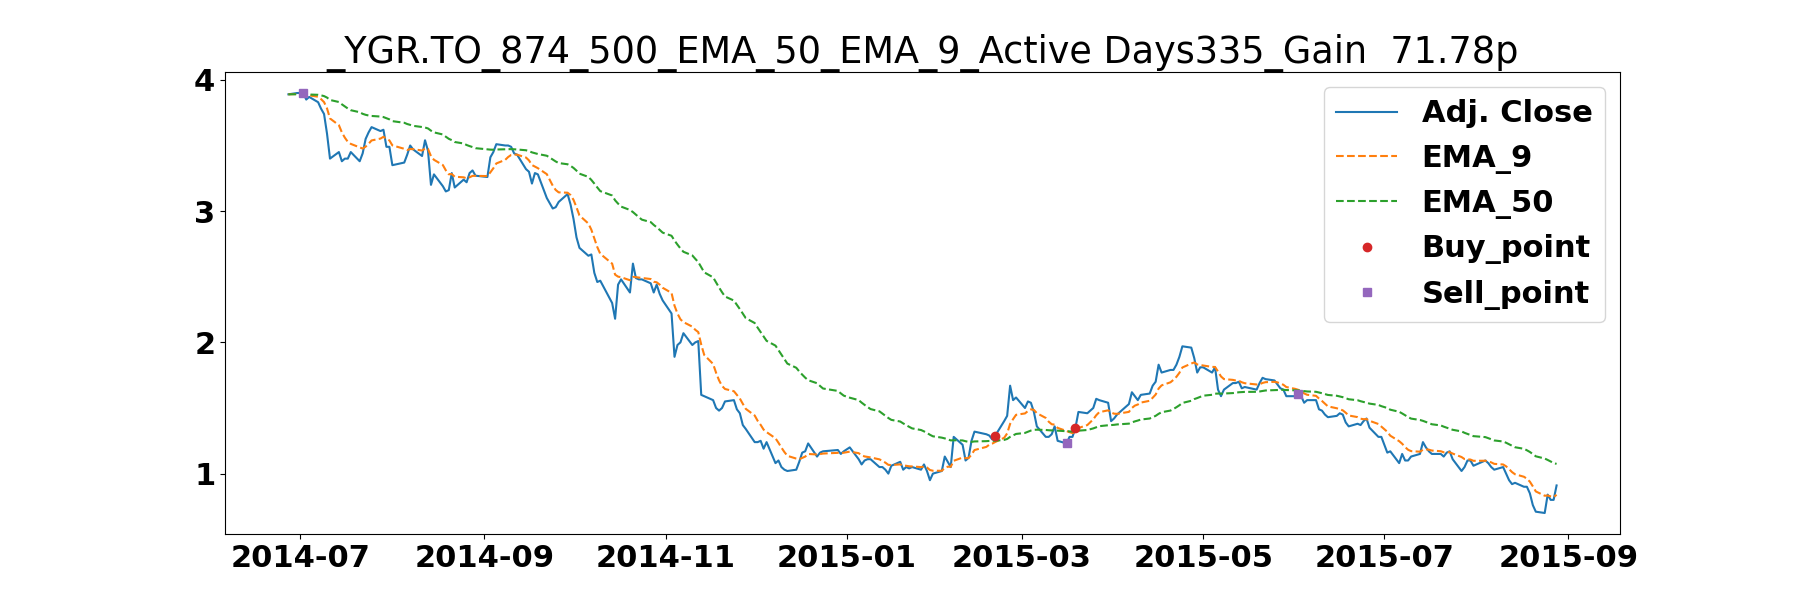 _YGR.TO_874_500_EMA_50_EMA_9_Active Days335_Gain  71.78p
4
3
2
1
Adj. Close
EMA_9
EMA_50
Buy_point
Sell_point
2014-07 2014-09 2014-11 2015-01 2015-03 2015-05 2015-07 2015-09